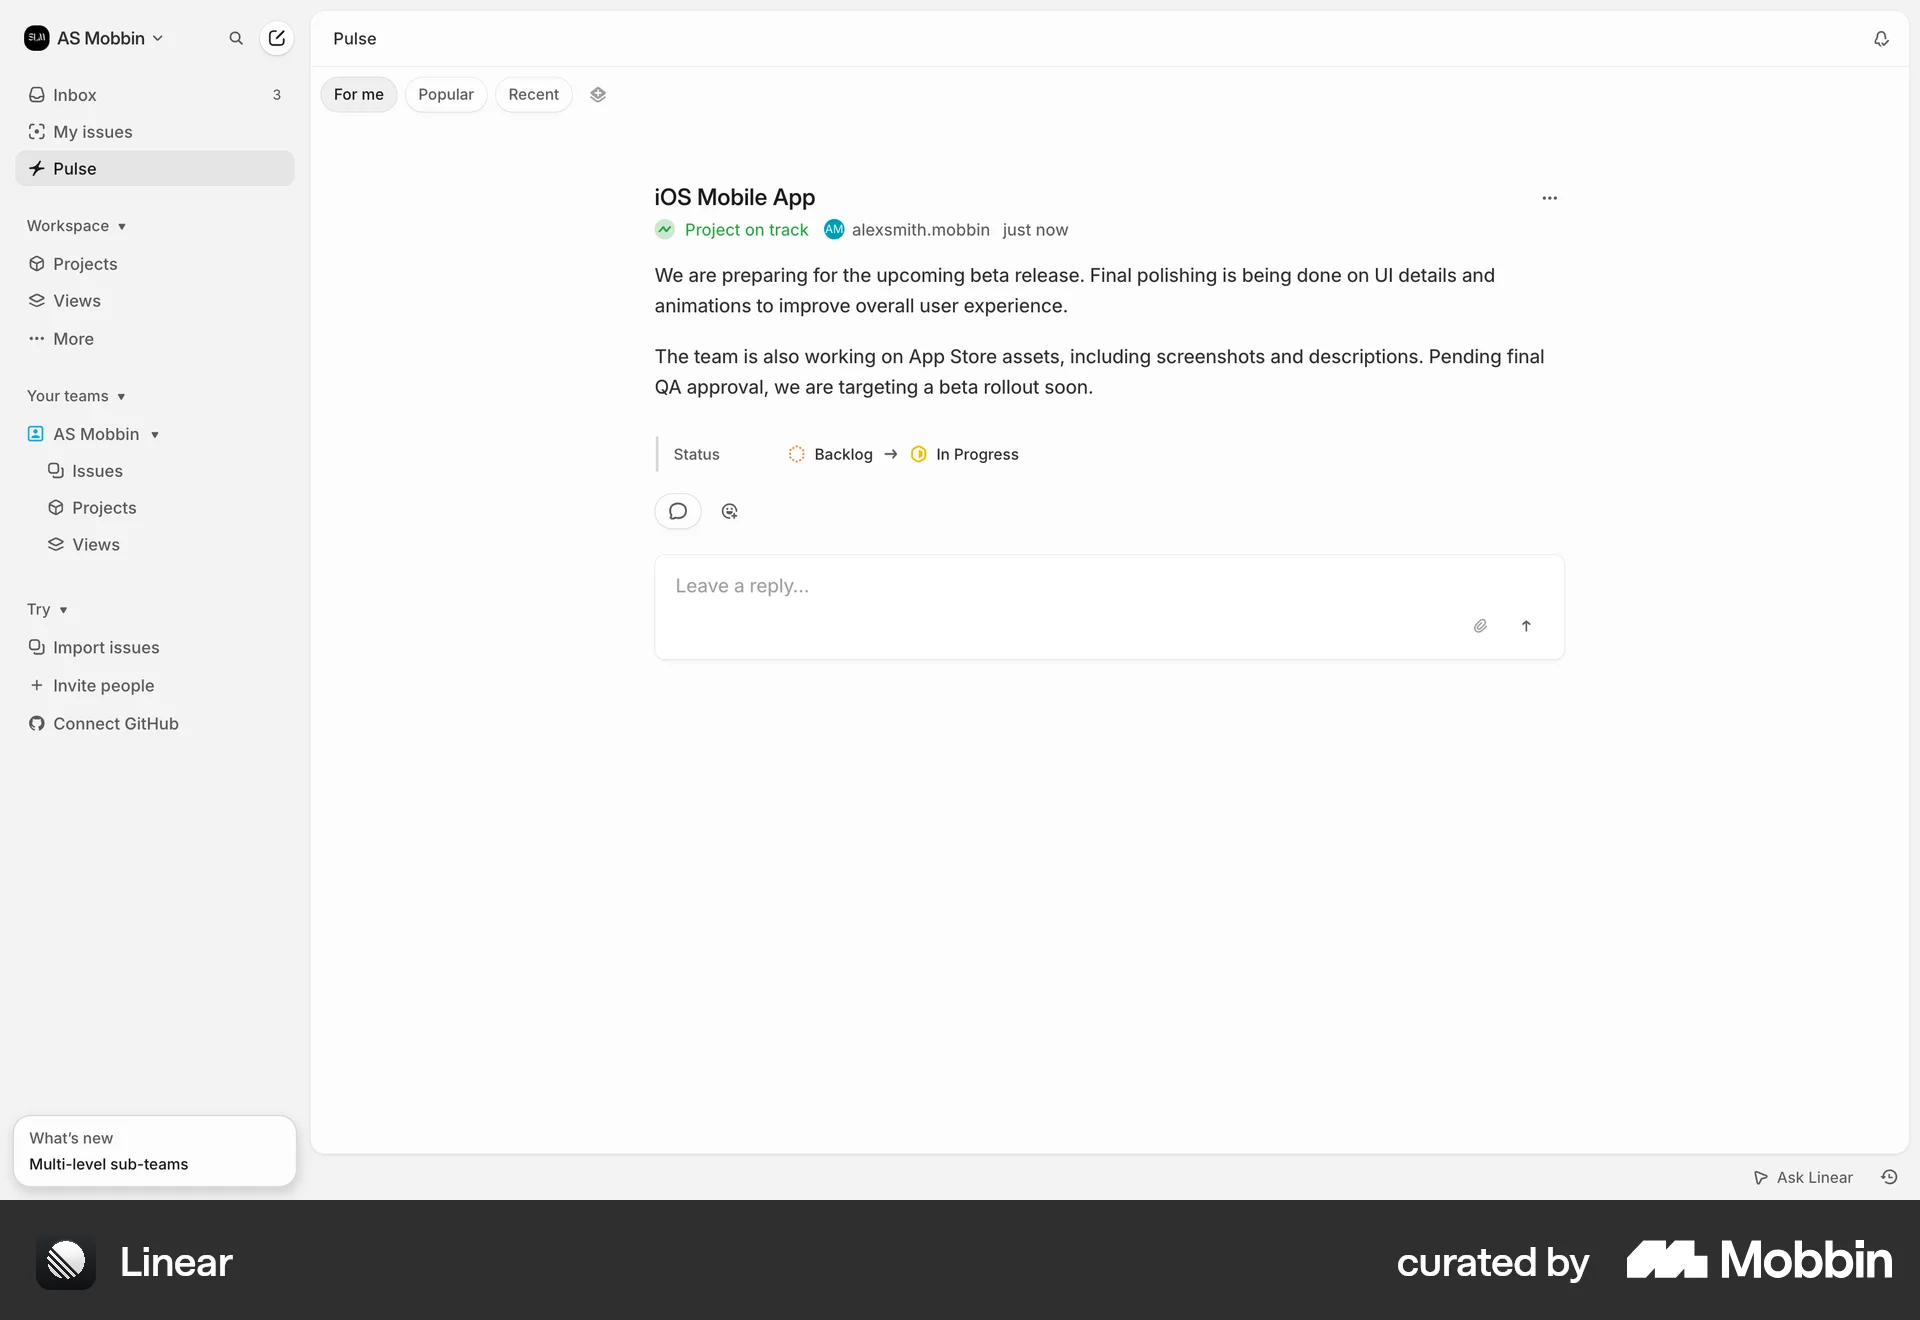 AS Mobbin
Inbox 3
My issues
Pulse
Workspace
Projects
Views
More
Your teams
AS Mobbin
Issues
Projects
Views
Try
Import issues
Invite people
Connect GitHub
What's new
Multi-level sub-teams
Pulse
For me Popular Recent
iOS Mobile App
Project on track AM alexsmith.mobbin just now
We are preparing for the upcoming beta release. Final polishing is being done on UI details and
animations to improve overall user experience.
The team is also working on App Store assets, including screenshots and descriptions. Pending final
QA approval, we are targeting a beta rollout soon.
Status Backlog → In Progress
Leave a reply...
Ask Linear
Linear
curated by Mobbin